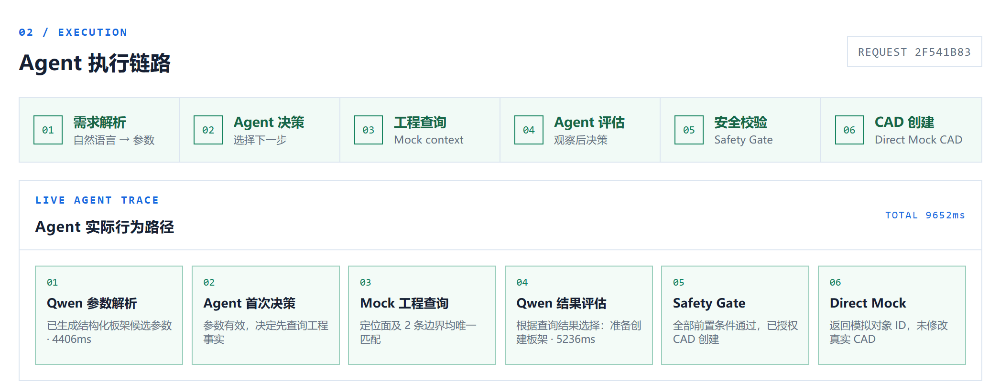 02 / EXECUTION
Agent 执行链路
REQUEST 2F541B83
01
需求解析
自然语言 → 参数
02
Agent 决策
选择下一步
03
工程查询
Mock context
04
Agent 评估
观察后决策
05
安全校验
Safety Gate
06
CAD 创建
Direct Mock CAD
LIVE AGENT TRACE
Agent 实际行为路径
TOTAL 9652ms
01
Qwen 参数解析
已生成结构化板架候选参数
· 4406ms
02
Agent 首次决策
参数有效，决定先查询工程
事实
03
Mock 工程查询
定位面及 2 条边界均唯一
匹配
04
Qwen 结果评估
根据查询结果选择：准备创
建板架 · 5236ms
05
Safety Gate
全部前置条件通过，已授权
CAD 创建
06
Direct Mock
返回模拟对象 ID，未修改
真实 CAD